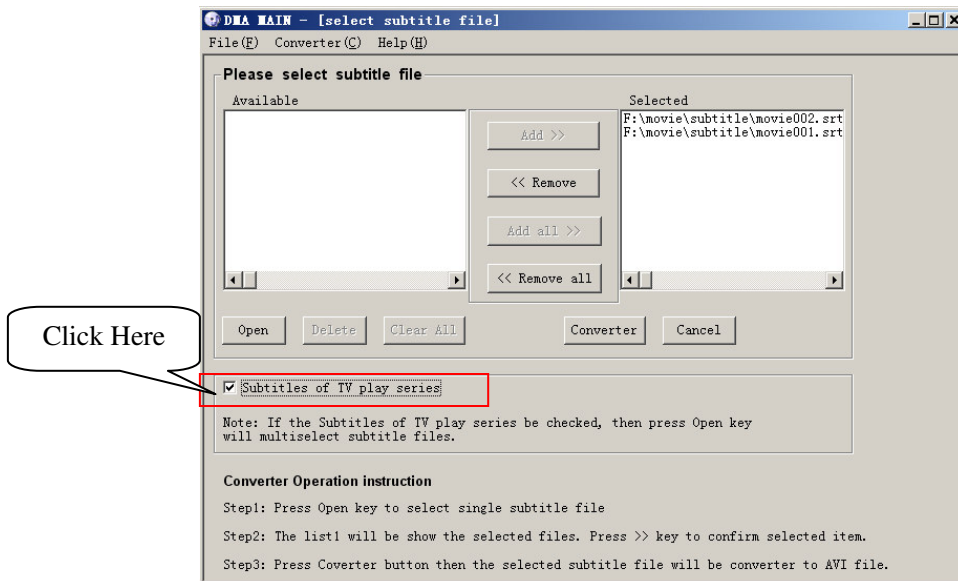 DMA MAIN - [select subtitle file]
File(F) Converter(C) Help(H)
Please select subtitle file
Available
Selected
F:\movie\subtitle\movie002.srt
F:\movie\subtitle\movie001.srt
Add >>
<< Remove
Add all >>
<< Remove all
Open Delete Clear All Converter Cancel
Click Here
Subtitles of TV play series
Note: If the Subtitles of TV play series be checked, then press Open key
will multiselect subtitle files.
Converter Operation instruction
Step1: Press Open key to select single subtitle file
Step2: The list1 will be show the selected files. Press >> key to confirm selected item.
Step3: Press Coverter button then the selected subtitle file will be converter to AVI file.